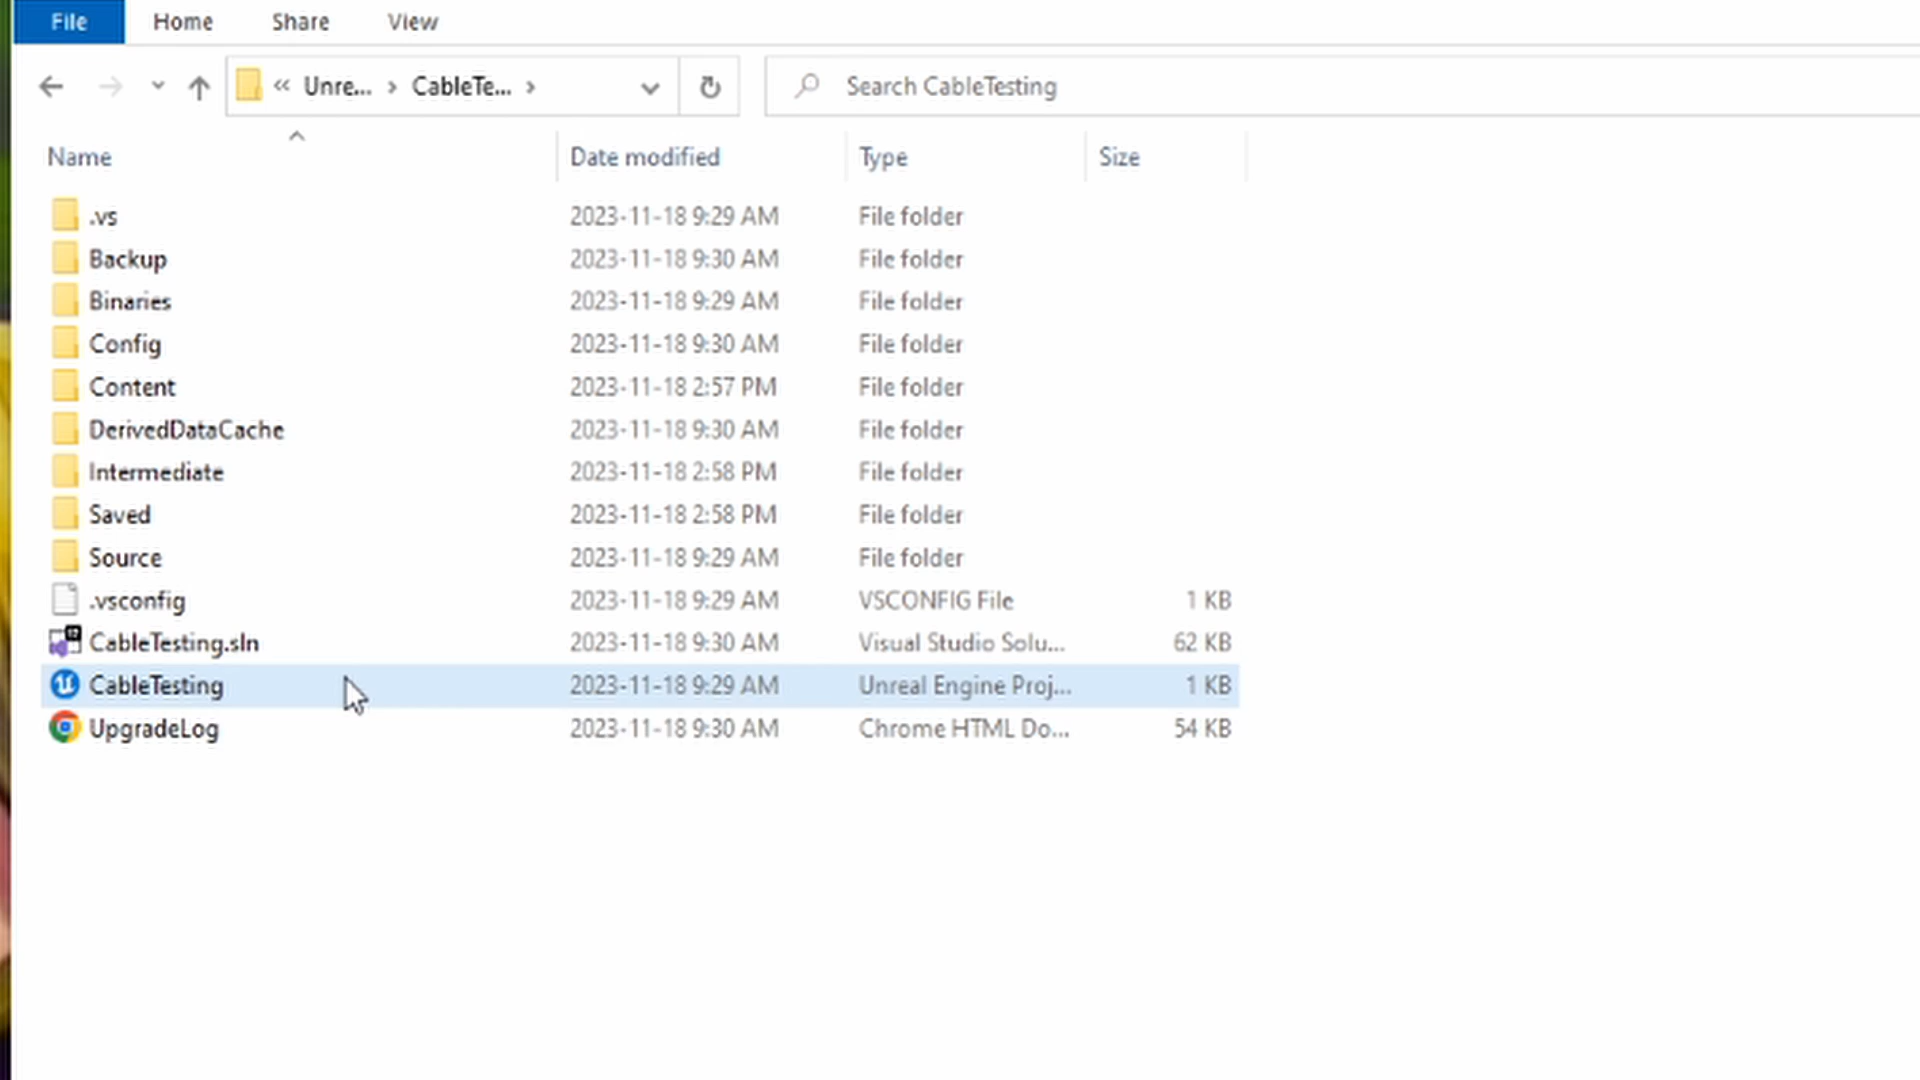 File Home Share View
« Unre... › CableTe... › Search CableTesting
Name Date modified Type Size
.vs 2023-11-18 9:29 AM File folder
Backup 2023-11-18 9:30 AM File folder
Binaries 2023-11-18 9:29 AM File folder
Config 2023-11-18 9:30 AM File folder
Content 2023-11-18 2:57 PM File folder
DerivedDataCache 2023-11-18 9:30 AM File folder
Intermediate 2023-11-18 2:58 PM File folder
Saved 2023-11-18 2:58 PM File folder
Source 2023-11-18 9:29 AM File folder
.vsconfig 2023-11-18 9:29 AM VSCONFIG File 1 KB
CableTesting.sln 2023-11-18 9:30 AM Visual Studio Solu... 62 KB
CableTesting 2023-11-18 9:29 AM Unreal Engine Proj... 1 KB
UpgradeLog 2023-11-18 9:30 AM Chrome HTML Do... 54 KB